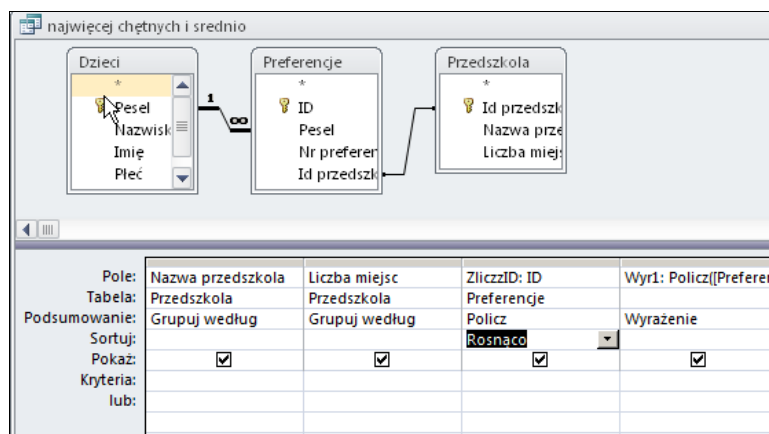 najwięcej chętnych i srednio
Dzieci
*
Pesel
Nazwisk
Imię
Płeć
1
∞
Preferencje
*
ID
Pesel
Nr preferen
Id przedszk
Przedszkola
*
Id przedszk
Nazwa prze
Liczba miejs
Pole: Nazwa przedszkola Liczba miejsc ZliczzID: ID Wyr1: Policz([Preferen
Tabela: Przedszkola Przedszkola Preferencje
Podsumowanie: Grupuj według Grupuj według Policz Wyrażenie
Sortuj: Rosnąco
Pokaż:
Kryteria:
lub: